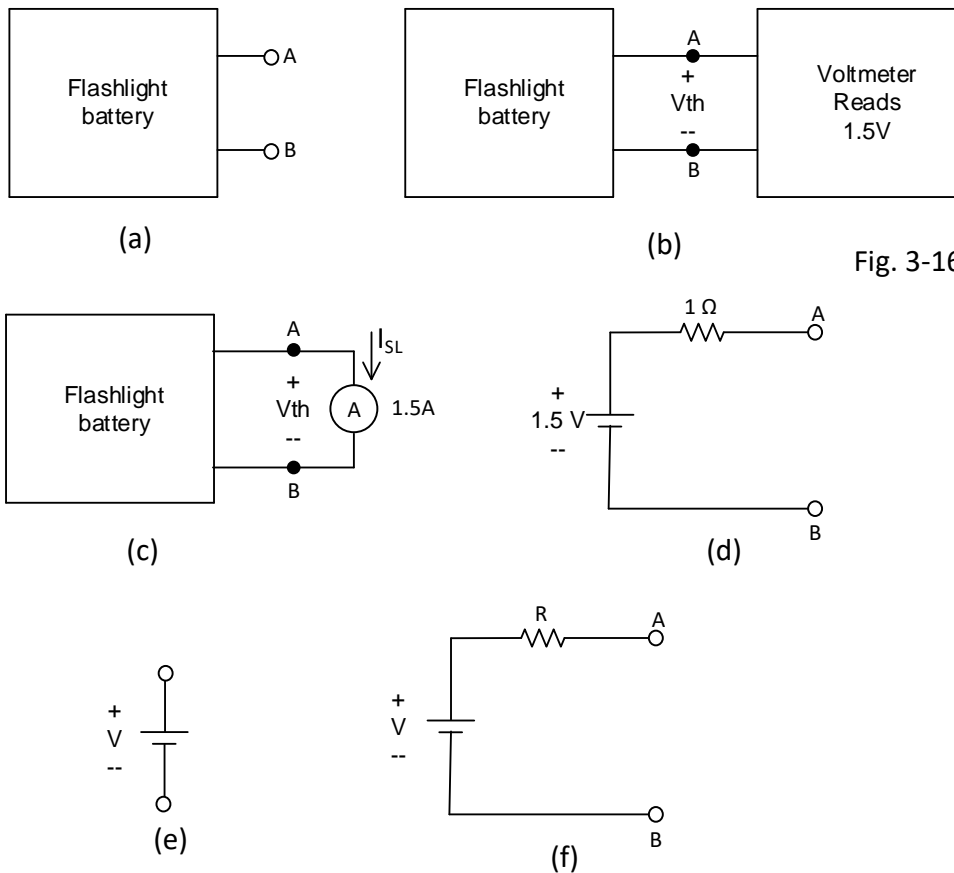 Flashlight
battery
A
B
(a)
Flashlight
battery
A
+
Vth
--
B
Voltmeter
Reads
1.5V
(b)
Fig. 3-16
Flashlight
battery
A
+
Vth
--
B
I_SL
A
1.5A
(c)
1 Ω
A
+
1.5 V
--
B
(d)
+
V
--
(e)
R
A
+
V
--
B
(f)